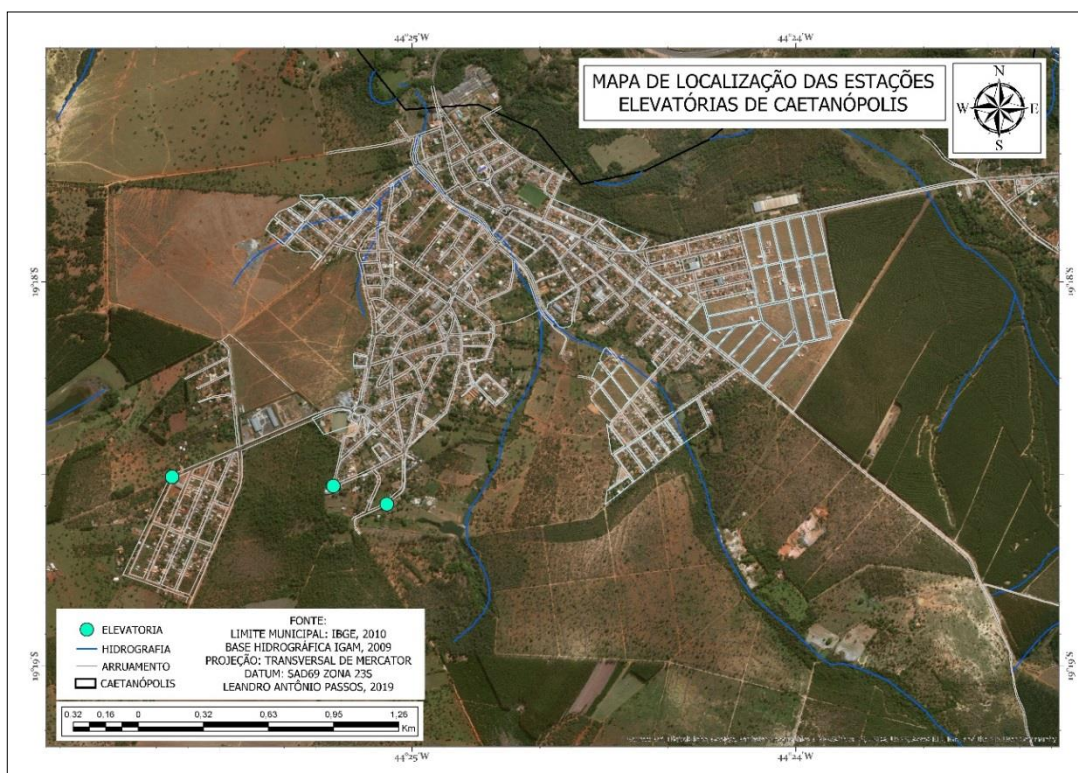 44°25'W
44°24'W
MAPA DE LOCALIZAÇÃO DAS ESTAÇÕES
ELEVATÓRIAS DE CAETANÓPOLIS
N
W
E
S
19°18'S
19°18'S
ELEVATORIA
HIDROGRAFIA
ARRUAMENTO
CAETANÓPOLIS
FONTE:
LIMITE MUNICIPAL: IBGE, 2010
BASE HIDROGRÁFICA IGAM, 2009
PROJEÇÃO: TRANSVERSAL DE MERCATOR
DATUM: SAD69 ZONA 23S
LEANDRO ANTÔNIO PASSOS, 2019
19°19'S
19°19'S
0,32 0,16 0 0,32 0,63 0,95 1,26
Km
44°25'W
44°24'W